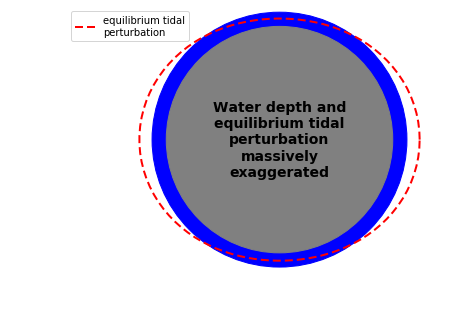 equilibrium tidal
perturbation
Water depth and
equilibrium tidal
perturbation
massively
exaggerated